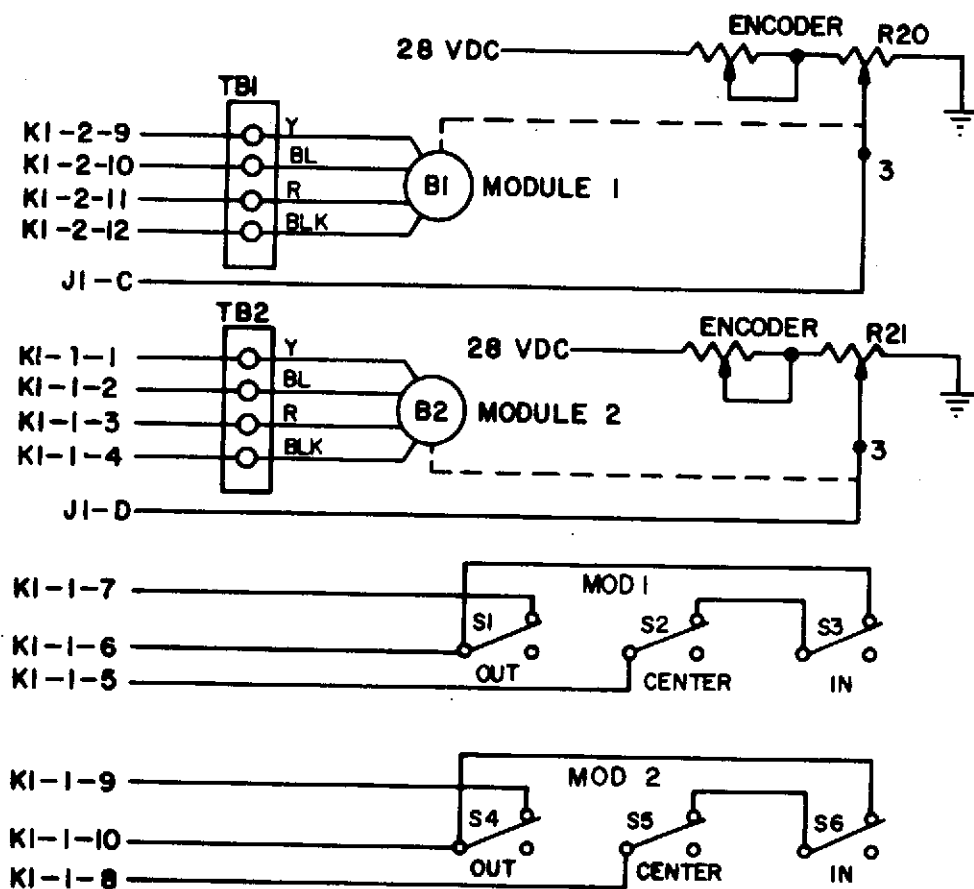 ENCODER R20
28 VDC
TB1
K1-2-9 Y
K1-2-10 BL
B1 MODULE 1
3
K1-2-11 R
K1-2-12 BLK
J1-C
TB2
ENCODER R21
28 VDC
K1-1-1 Y
K1-1-2 BL
B2 MODULE 2
K1-1-3 R
3
K1-1-4 BLK
J1-D
K1-1-7 MOD 1
S1 S2 S3
K1-1-6
OUT CENTER IN
K1-1-5
K1-1-9 MOD 2
S4 S5 S6
K1-1-10
OUT CENTER IN
K1-1-8